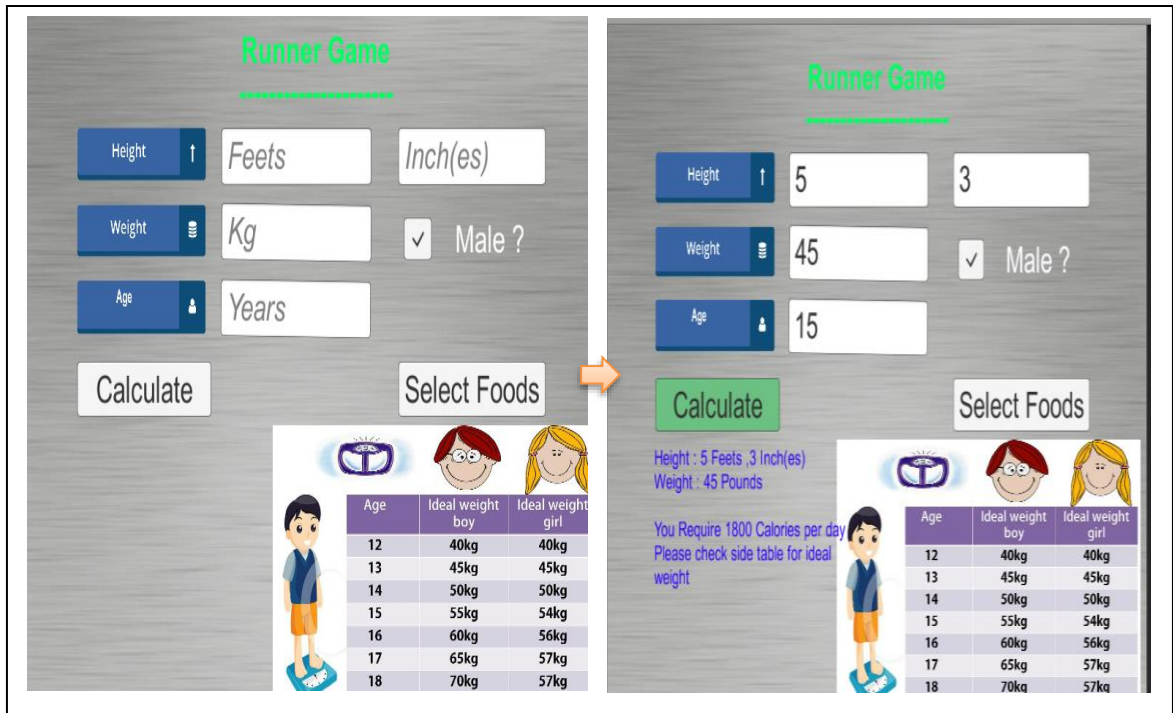 Runner Game
--------------------
Height Feets Inch(es)
Weight Kg Male ?
Age Years
Calculate Select Foods
Age Ideal weight boy Ideal weight girl
12 40kg 40kg
13 45kg 45kg
14 50kg 50kg
15 55kg 54kg
16 60kg 56kg
17 65kg 57kg
18 70kg 57kg
Runner Game
--------------------
Height 5 3
Weight 45 Male ?
Age 15
Calculate Select Foods
Height : 5 Feets ,3 Inch(es)
Weight : 45 Pounds
You Require 1800 Calories per day
Please check side table for ideal
weight
Age Ideal weight boy Ideal weight girl
12 40kg 40kg
13 45kg 45kg
14 50kg 50kg
15 55kg 54kg
16 60kg 56kg
17 65kg 57kg
18 70kg 57kg